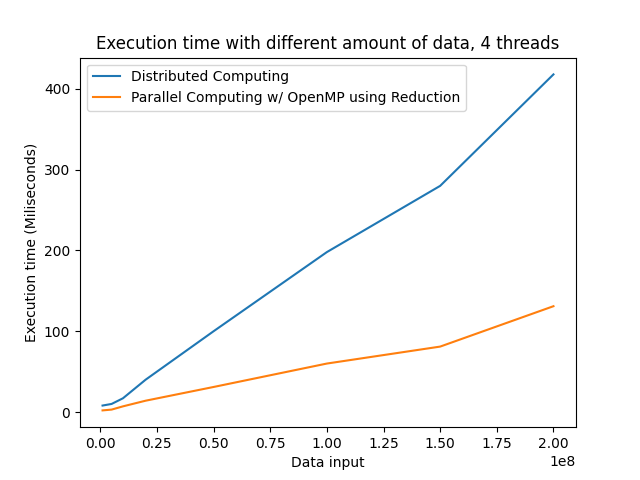 Execution time with different amount of data, 4 threads
Distributed Computing
Parallel Computing w/ OpenMP using Reduction
Execution time (Miliseconds)
400
300
200
100
0
0.00 0.25 0.50 0.75 1.00 1.25 1.50 1.75 2.00
1e8
Data input